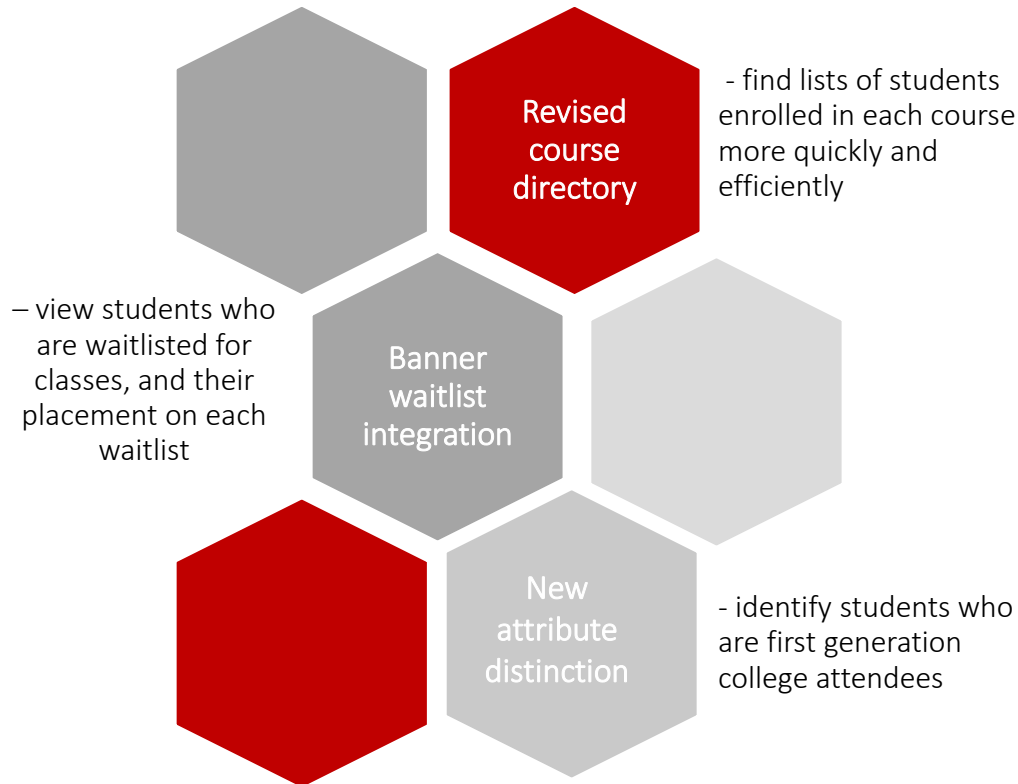 Revised
course
directory
- find lists of students
enrolled in each course
more quickly and
efficiently
– view students who
are waitlisted for
classes, and their
placement on each
waitlist
Banner
waitlist
integration
New
attribute
distinction
- identify students who
are first generation
college attendees